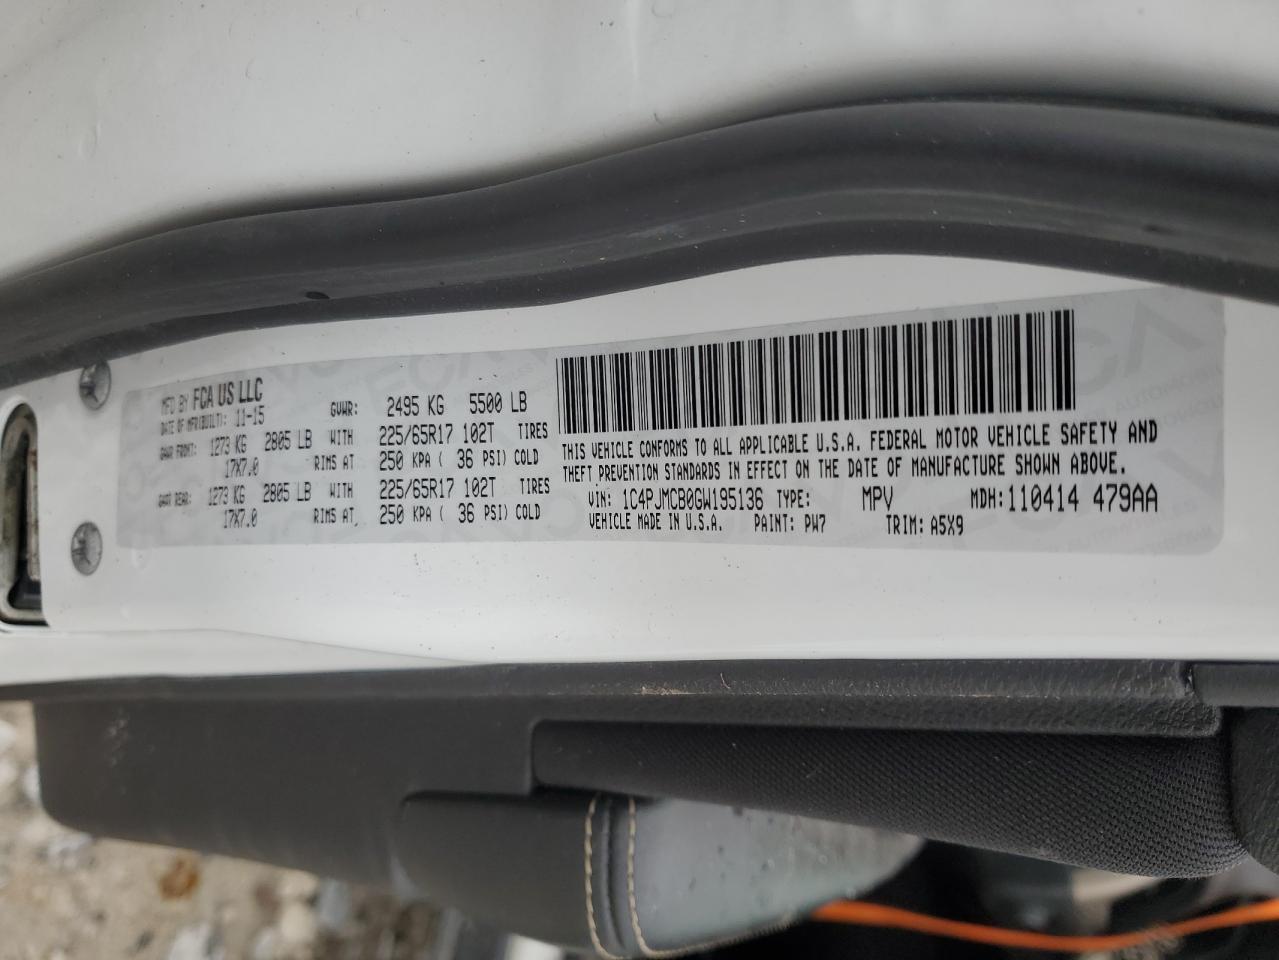 MFD BY FCA US LLC
DATE OF MFR(BUILT): 11-15 GVWR: 2495 KG 5500 LB
GAWR FRONT: 1273 KG 2805 LB WITH 225/65R17 102T TIRES
17X7.0 RIMS AT 250 KPA ( 36 PSI) COLD
GAWR REAR: 1273 KG 2805 LB WITH 225/65R17 102T TIRES
17X7.0 RIMS AT 250 KPA ( 36 PSI) COLD
THIS VEHICLE CONFORMS TO ALL APPLICABLE U.S.A. FEDERAL MOTOR VEHICLE SAFETY AND
THEFT PREVENTION STANDARDS IN EFFECT ON THE DATE OF MANUFACTURE SHOWN ABOVE.
VIN: 1C4PJMCB0GW195136 TYPE: MPV MDH: 110414 479AA
VEHICLE MADE IN U.S.A. PAINT: PW7 TRIM: A5X9